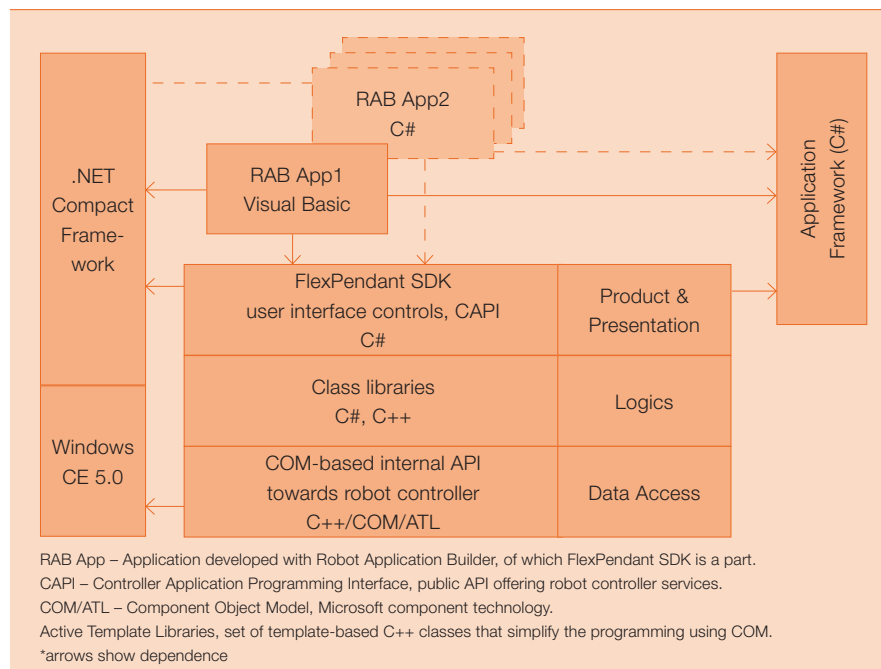 RAB App2
C#
RAB App1
Visual Basic
.NET
Compact
Frame-
work
Application
Framework (C#)
FlexPendant SDK
user interface controls, CAPI
C#
Product &
Presentation
Class libraries
C#, C++
Logics
Windows
CE 5.0
COM-based internal API
towards robot controller
C++/COM/ATL
Data Access
RAB App – Application developed with Robot Application Builder, of which FlexPendant SDK is a part.
CAPI – Controller Application Programming Interface, public API offering robot controller services.
COM/ATL – Component Object Model, Microsoft component technology.
Active Template Libraries, set of template-based C++ classes that simplify the programming using COM.
*arrows show dependence